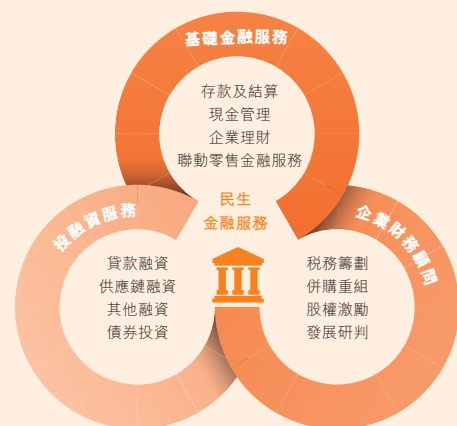 基礎金融服務
存款及結算
現金管理
企業理財
聯動零售金融服務
民生
金融服務
投融資服務
貸款融資
供應鏈融資
其他融資
債券投資
企業財務顧問
税務籌劃
併購重組
股權激勵
發展研判